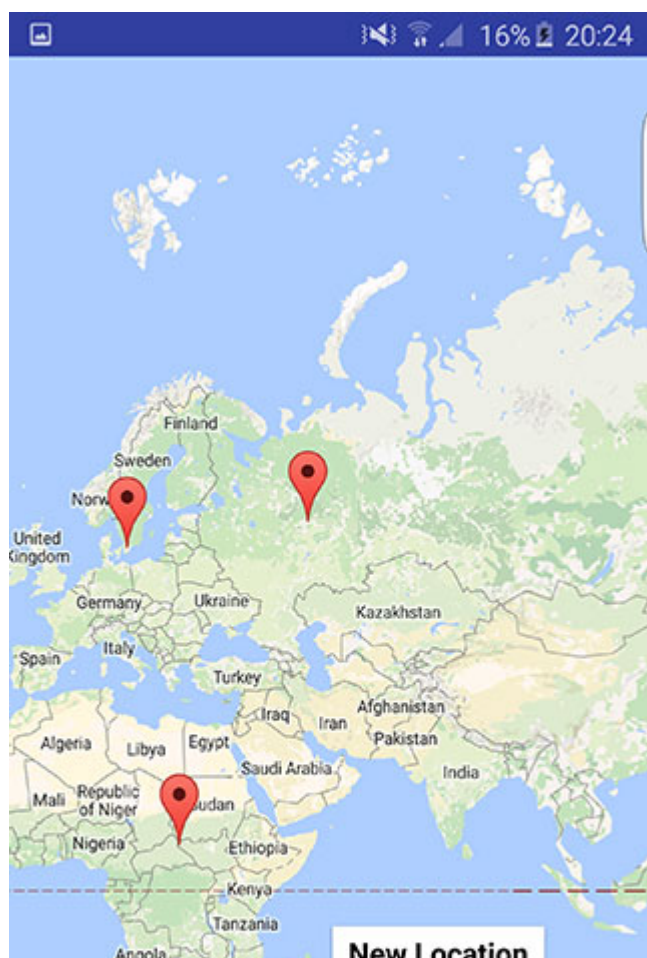 16% 20:24
Finland
Sweden
Norw
United
Kingdom
Germany
Ukraine
Kazakhstan
Italy
Spain
Turkey
Afghanistan
Iraq
Iran
Pakistan
Algeria
Libya
Egypt
Saudi Arabia
India
Mali
Republic
of Niger
udan
Nigeria
Ethiopia
Kenya
Tanzania
Angola
New Location